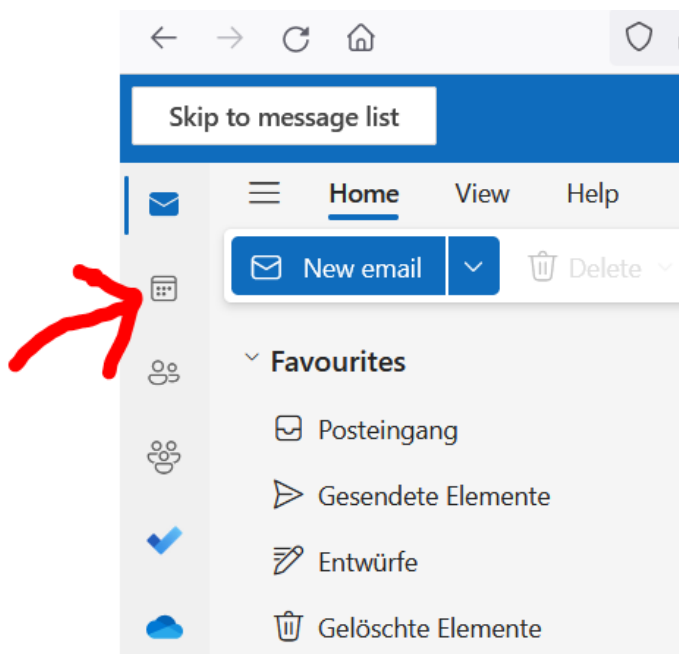 Skip to message list
Home View Help
New email Delete
Favourites
Posteingang
Gesendete Elemente
Entwürfe
Gelöschte Elemente